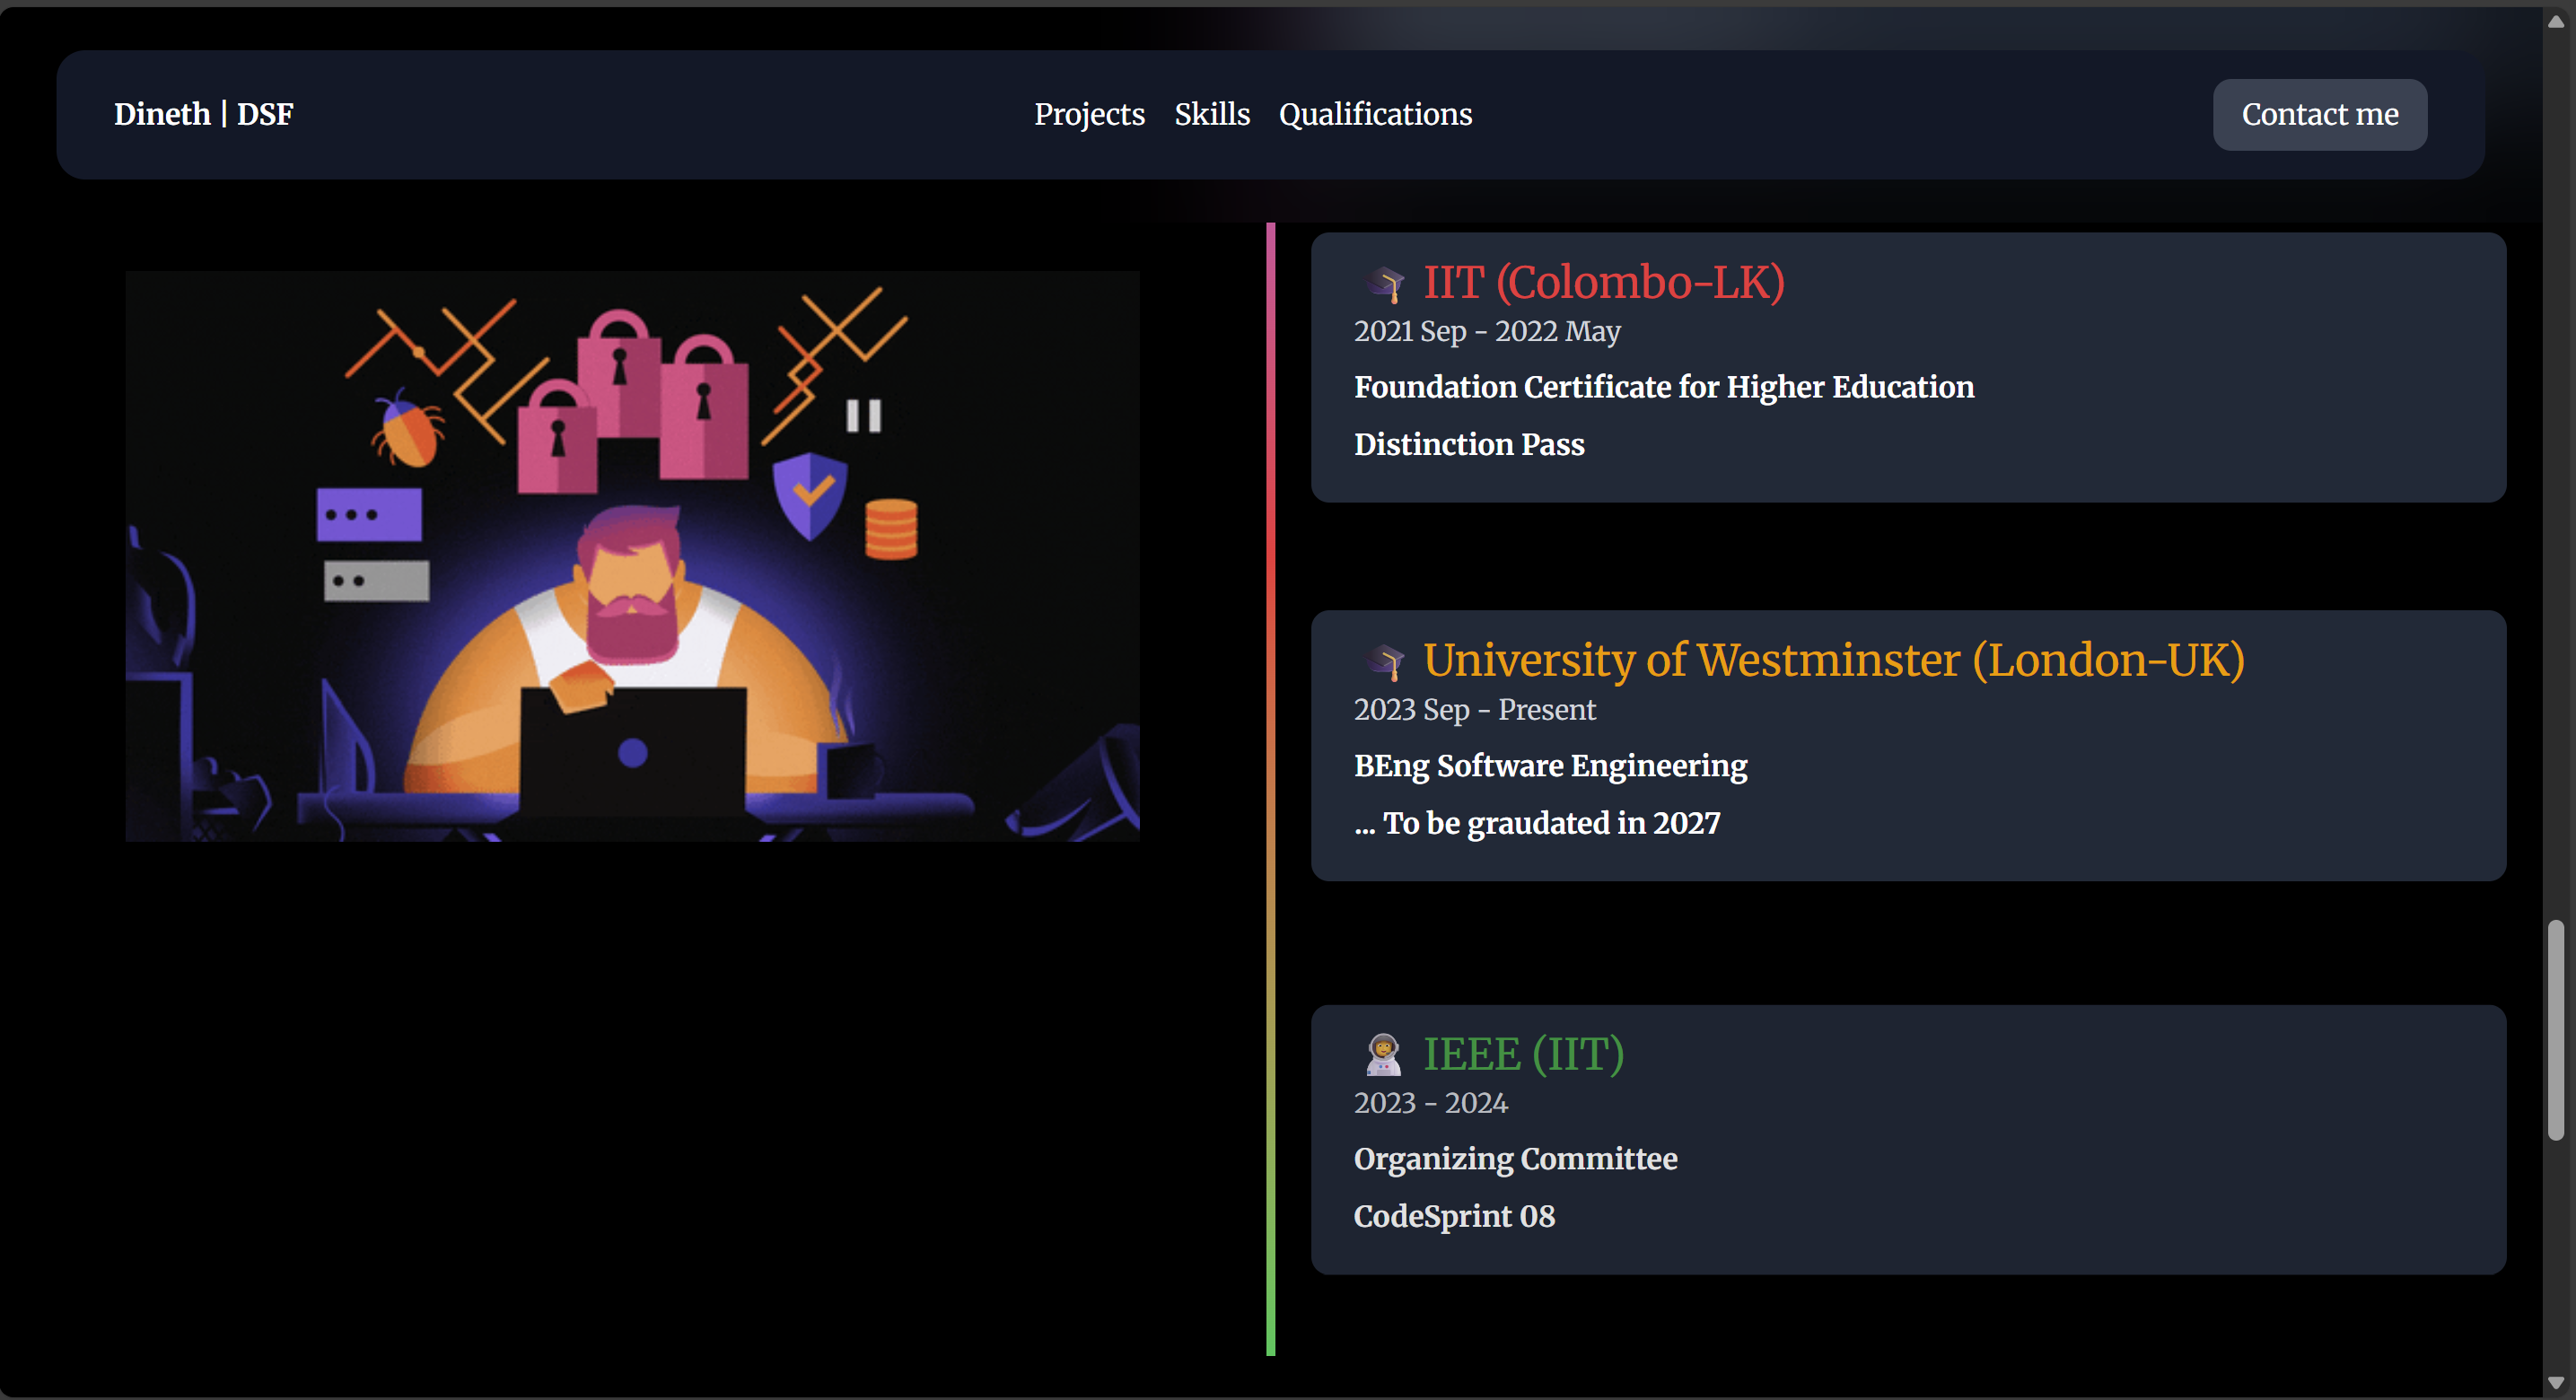 Dineth | DSF
Projects Skills Qualifications
Contact me
IIT (Colombo-LK)
2021 Sep - 2022 May
Foundation Certificate for Higher Education
Distinction Pass
University of Westminster (London-UK)
2023 Sep - Present
BEng Software Engineering
... To be graudated in 2027
IEEE (IIT)
2023 - 2024
Organizing Committee
CodeSprint 08